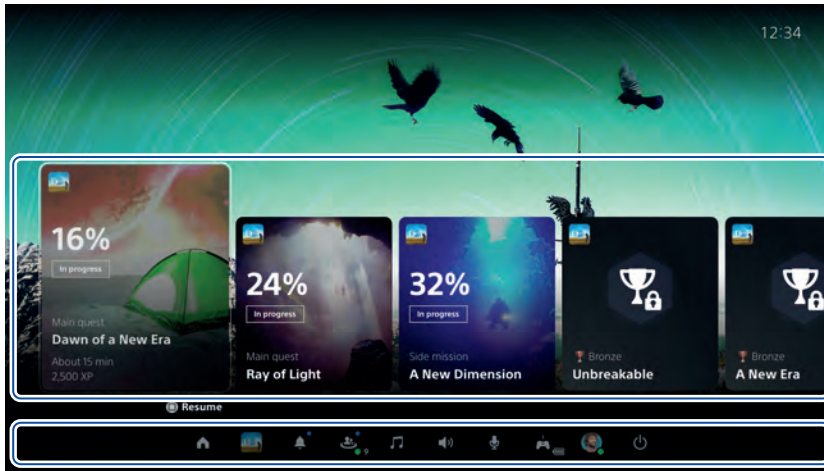 12:34
16%
In progress
Main quest
Dawn of a New Era
About 15 min
2,500 XP
24%
In progress
Main quest
Ray of Light
32%
In progress
Side mission
A New Dimension
Bronze
Unbreakable
Bronze
A New Era
Resume
9